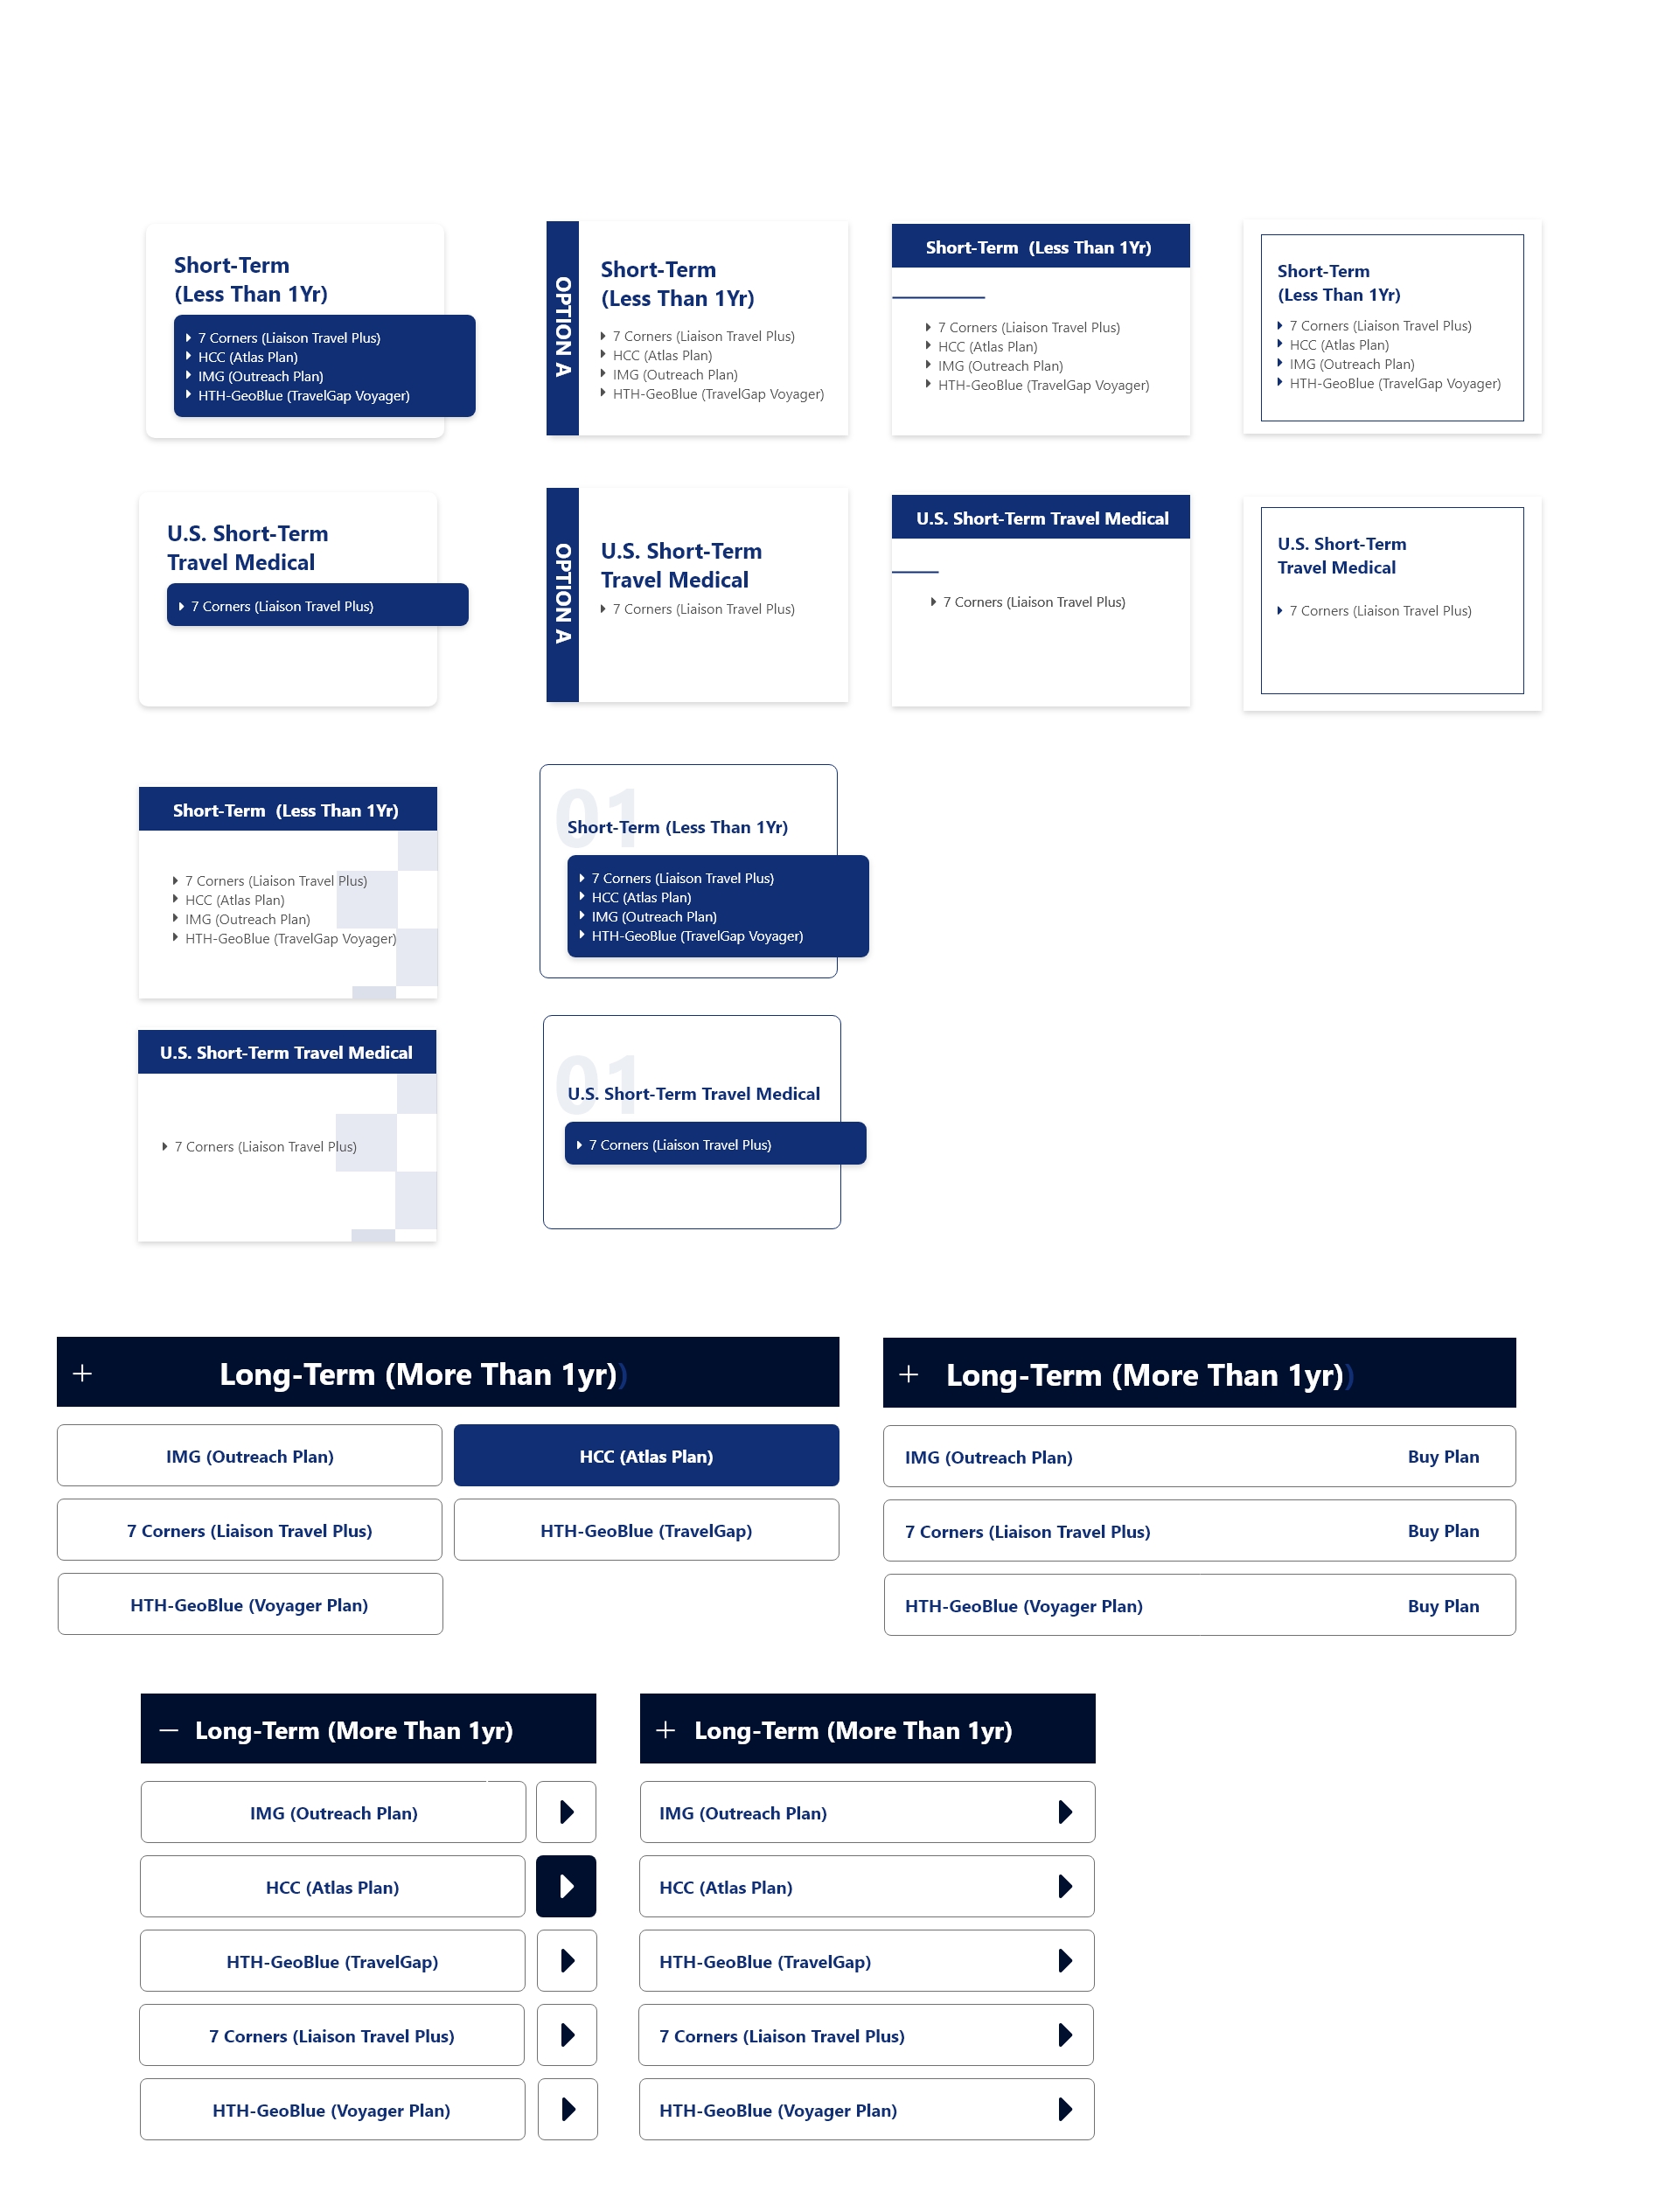 Short-Term
(Less Than 1Yr)
7 Corners (Liaison Travel Plus)
HCC (Atlas Plan)
IMG (Outreach Plan)
HTH-GeoBlue (TravelGap Voyager)
OPTION A
Short-Term
(Less Than 1Yr)
7 Corners (Liaison Travel Plus)
HCC (Atlas Plan)
IMG (Outreach Plan)
HTH-GeoBlue (TravelGap Voyager)
Short-Term (Less Than 1Yr)
7 Corners (Liaison Travel Plus)
HCC (Atlas Plan)
IMG (Outreach Plan)
HTH-GeoBlue (TravelGap Voyager)
Short-Term
(Less Than 1Yr)
7 Corners (Liaison Travel Plus)
HCC (Atlas Plan)
IMG (Outreach Plan)
HTH-GeoBlue (TravelGap Voyager)
U.S. Short-Term
Travel Medical
7 Corners (Liaison Travel Plus)
OPTION A
U.S. Short-Term
Travel Medical
7 Corners (Liaison Travel Plus)
U.S. Short-Term Travel Medical
7 Corners (Liaison Travel Plus)
U.S. Short-Term
Travel Medical
7 Corners (Liaison Travel Plus)
Short-Term (Less Than 1Yr)
7 Corners (Liaison Travel Plus)
HCC (Atlas Plan)
IMG (Outreach Plan)
HTH-GeoBlue (TravelGap Voyager)
01
Short-Term (Less Than 1Yr)
7 Corners (Liaison Travel Plus)
HCC (Atlas Plan)
IMG (Outreach Plan)
HTH-GeoBlue (TravelGap Voyager)
U.S. Short-Term Travel Medical
7 Corners (Liaison Travel Plus)
01
U.S. Short-Term Travel Medical
7 Corners (Liaison Travel Plus)
Long-Term (More Than 1yr))
IMG (Outreach Plan)
HCC (Atlas Plan)
7 Corners (Liaison Travel Plus)
HTH-GeoBlue (TravelGap)
HTH-GeoBlue (Voyager Plan)
Long-Term (More Than 1yr))
IMG (Outreach Plan) Buy Plan
7 Corners (Liaison Travel Plus) Buy Plan
HTH-GeoBlue (Voyager Plan) Buy Plan
Long-Term (More Than 1yr)
IMG (Outreach Plan)
HCC (Atlas Plan)
HTH-GeoBlue (TravelGap)
7 Corners (Liaison Travel Plus)
HTH-GeoBlue (Voyager Plan)
Long-Term (More Than 1yr)
IMG (Outreach Plan)
HCC (Atlas Plan)
HTH-GeoBlue (TravelGap)
7 Corners (Liaison Travel Plus)
HTH-GeoBlue (Voyager Plan)